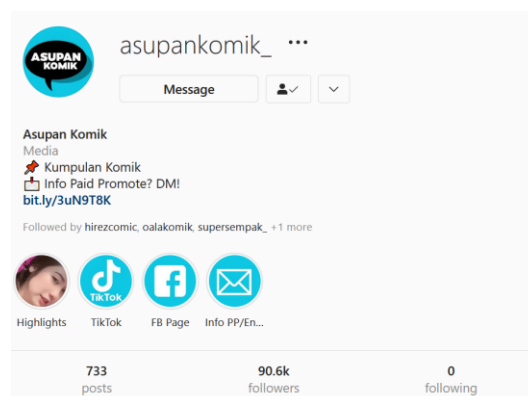 ASUPAN
KOMIK
asupankomik_ •••
Message
Asupan Komik
Media
📌 Kumpulan Komik
📩 Info Paid Promote? DM!
bit.ly/3uN9T8K
Followed by hirezcomic, oalakomik, supersempak_ +1 more
TikTok
Highlights TikTok FB Page Info PP/En...
733 90.6k 0
posts followers following